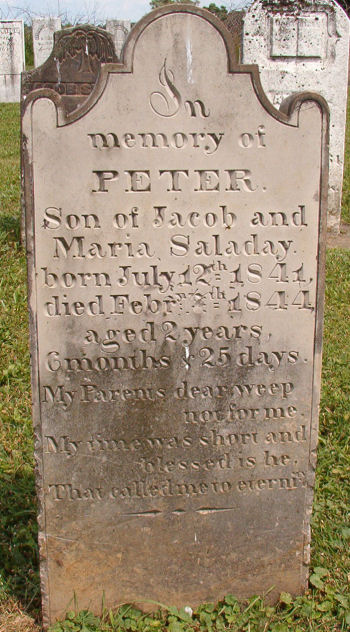 In
memory of
PETER.
Son of Jacob and
Maria Saladay.
born July 12th 1841,
died Febr.y 7th 1844.
aged 2 years,
6 months & 25 days.
My Parents dear weep
not for me.
My time was short and
blessed is he,
That called me to eterni'y.